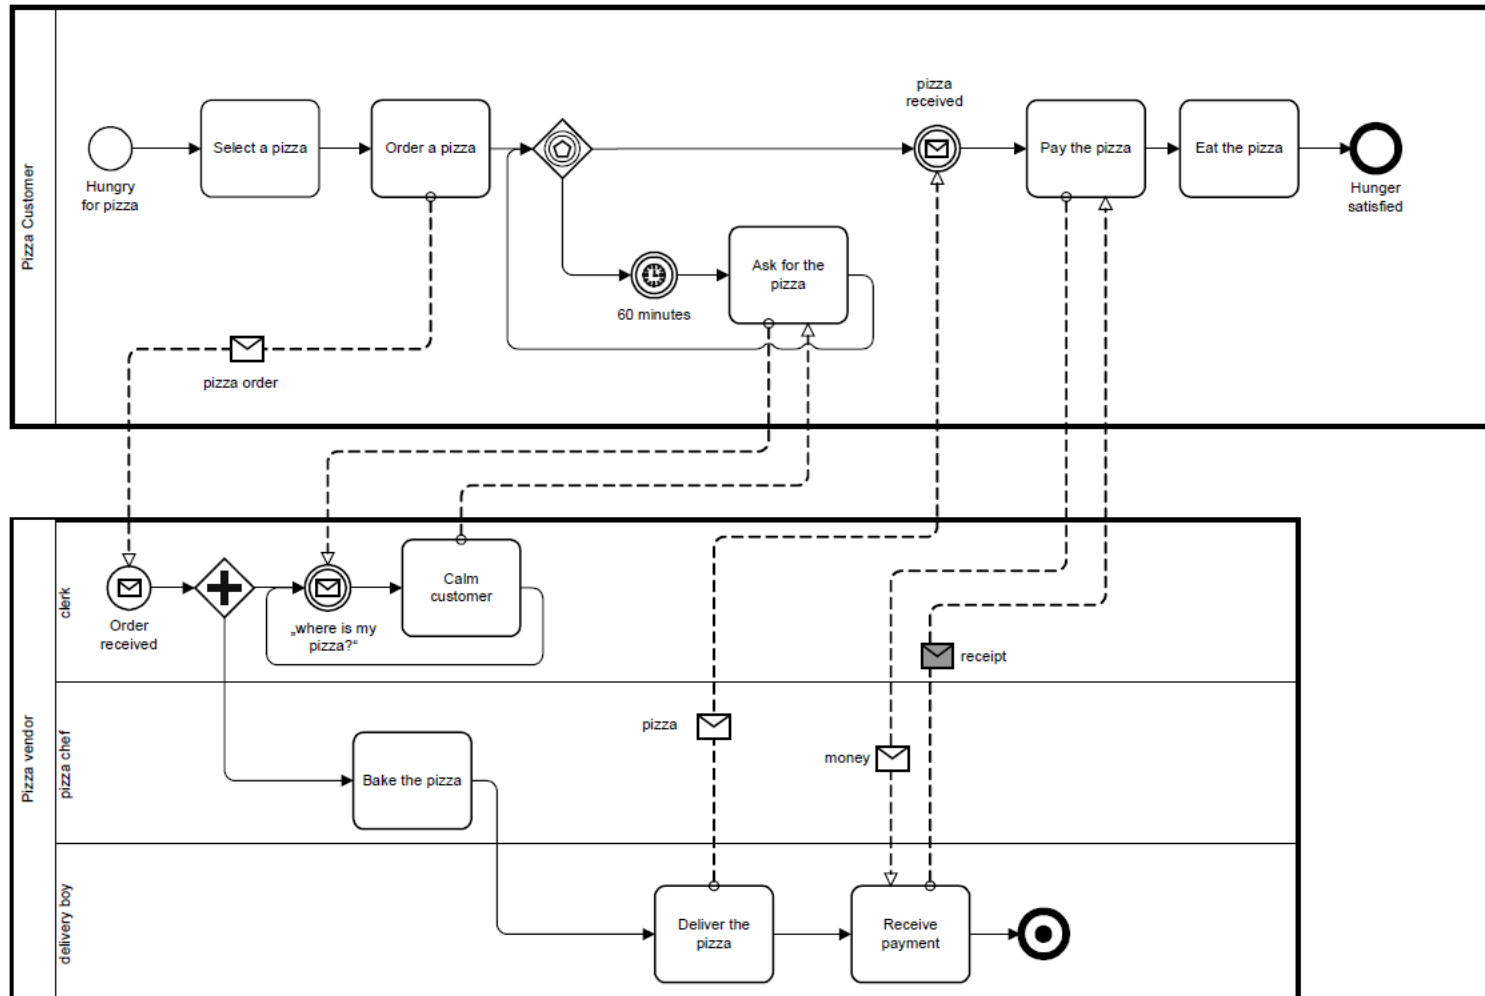 Pizza Customer
pizza
received
Select a pizza
Order a pizza
Pay the pizza
Eat the pizza
Hungry
for pizza
Hunger
satisfied
Ask for the
pizza
60 minutes
pizza order
Pizza vendor
clerk
Order
received
„where is my
pizza?“
Calm
customer
receipt
pizza chef
Bake the pizza
pizza
money
delivery boy
Deliver the
pizza
Receive
payment